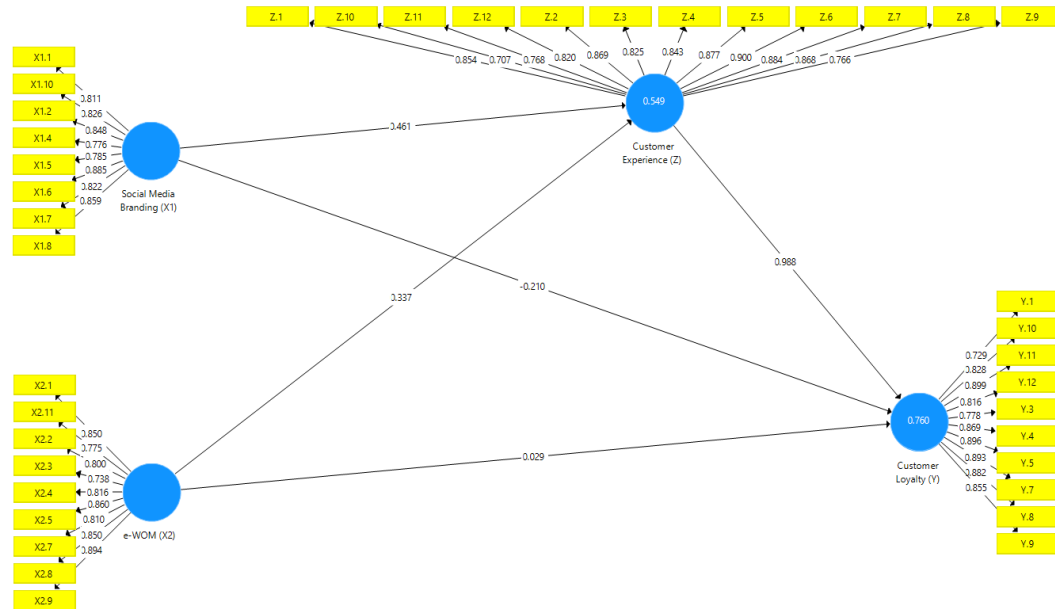 Z.1
Z.10
Z.11
Z.12
Z.2
Z.3
Z.4
Z.5
Z.6
Z.7
Z.8
Z.9
0.854
0.707
0.768
0.820
0.869
0.825
0.843
0.877
0.900
0.884
0.868
0.766
X1.1
X1.10
X1.2
X1.4
X1.5
X1.6
X1.7
X1.8
0.811
0.826
0.848
0.776
0.785
0.885
0.822
0.859
Social Media
Branding (X1)
0.549
Customer
Experience (Z)
0.461
-0.210
0.337
0.988
0.029
X2.1
X2.11
X2.2
X2.3
X2.4
X2.5
X2.7
X2.8
X2.9
0.850
0.775
0.800
0.738
0.816
0.860
0.810
0.850
0.894
e-WOM (X2)
0.760
Customer
Loyalty (Y)
0.729
0.828
0.899
0.816
0.778
0.869
0.896
0.893
0.882
0.855
Y.1
Y.10
Y.11
Y.12
Y.3
Y.4
Y.5
Y.7
Y.8
Y.9